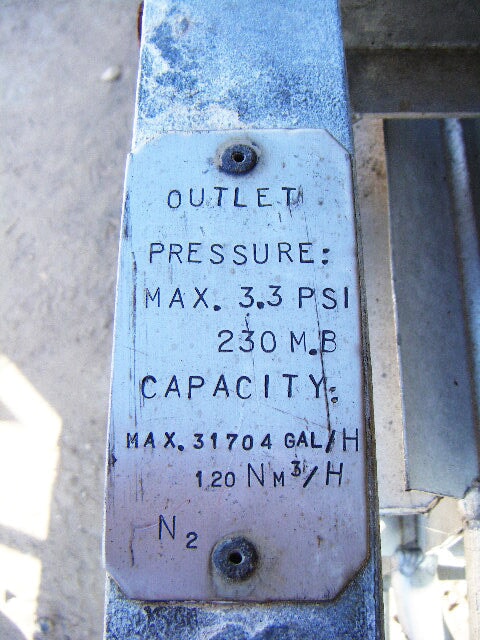 OUTLET
PRESSURE:
MAX. 3.3 PSI
230 M.B
CAPACITY:
MAX. 31704 GAL/H
120 NM³/H
N₂